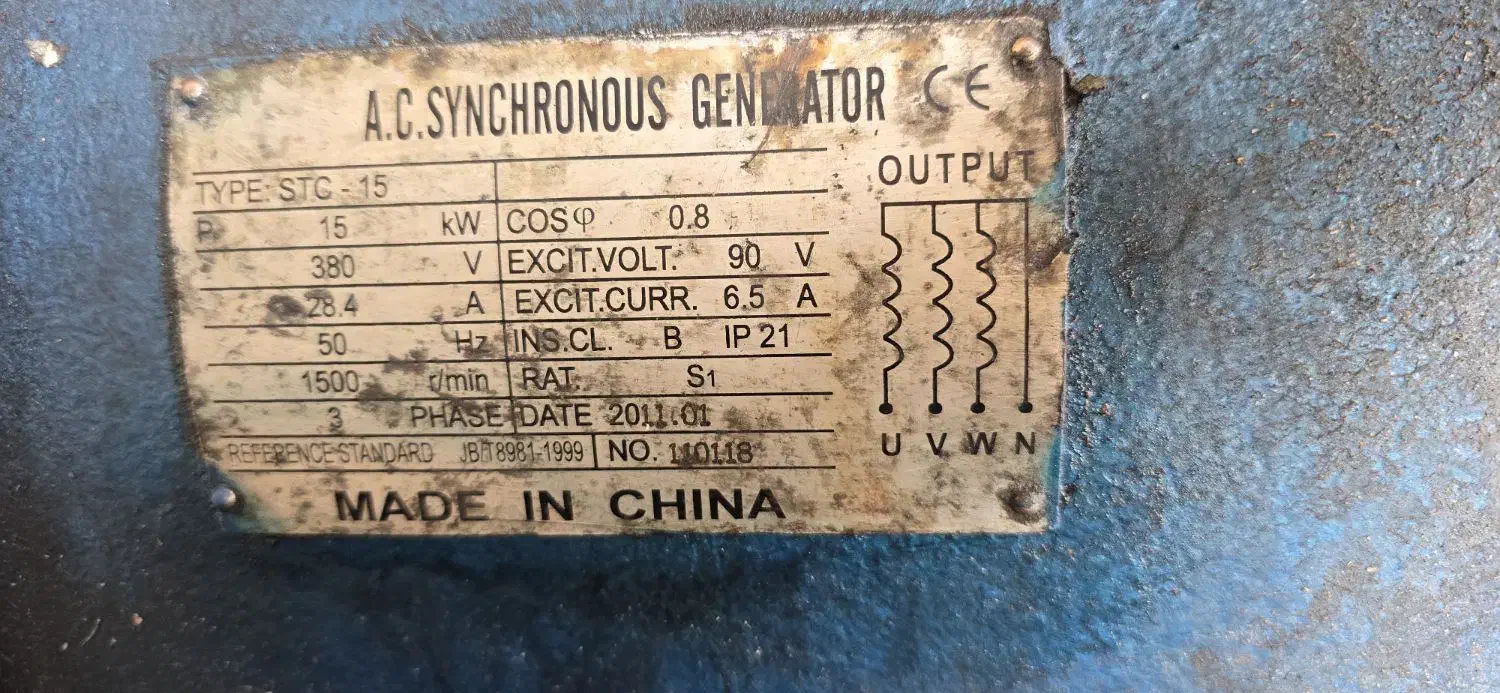 A.C.SYNCHRONOUS GENERATOR CE
TYPE: STC - 15
P. 15 kW COSφ 0.8
380 V EXCIT.VOLT. 90 V
28.4 A EXCIT.CURR. 6.5 A
50 Hz INS.CL. B IP 21
1500 r/min RAT. S1
3 PHASE DATE 2011.01
REFERENCE STANDARD JB/T8981-1999 NO. 110118
MADE IN CHINA
OUTPUT
U V W N